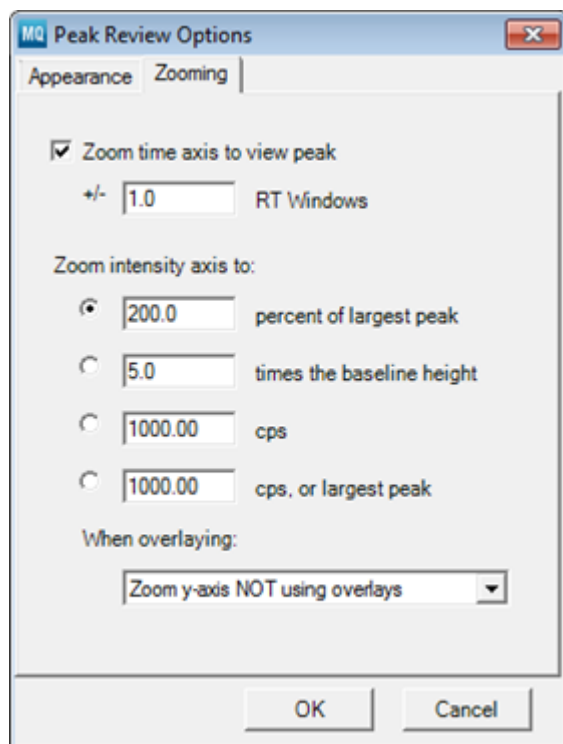 MQ Peak Review Options
Appearance Zooming
Zoom time axis to view peak
+/- 1.0 RT Windows
Zoom intensity axis to:
200.0 percent of largest peak
5.0 times the baseline height
1000.00 cps
1000.00 cps, or largest peak
When overlaying:
Zoom y-axis NOT using overlays
OK Cancel